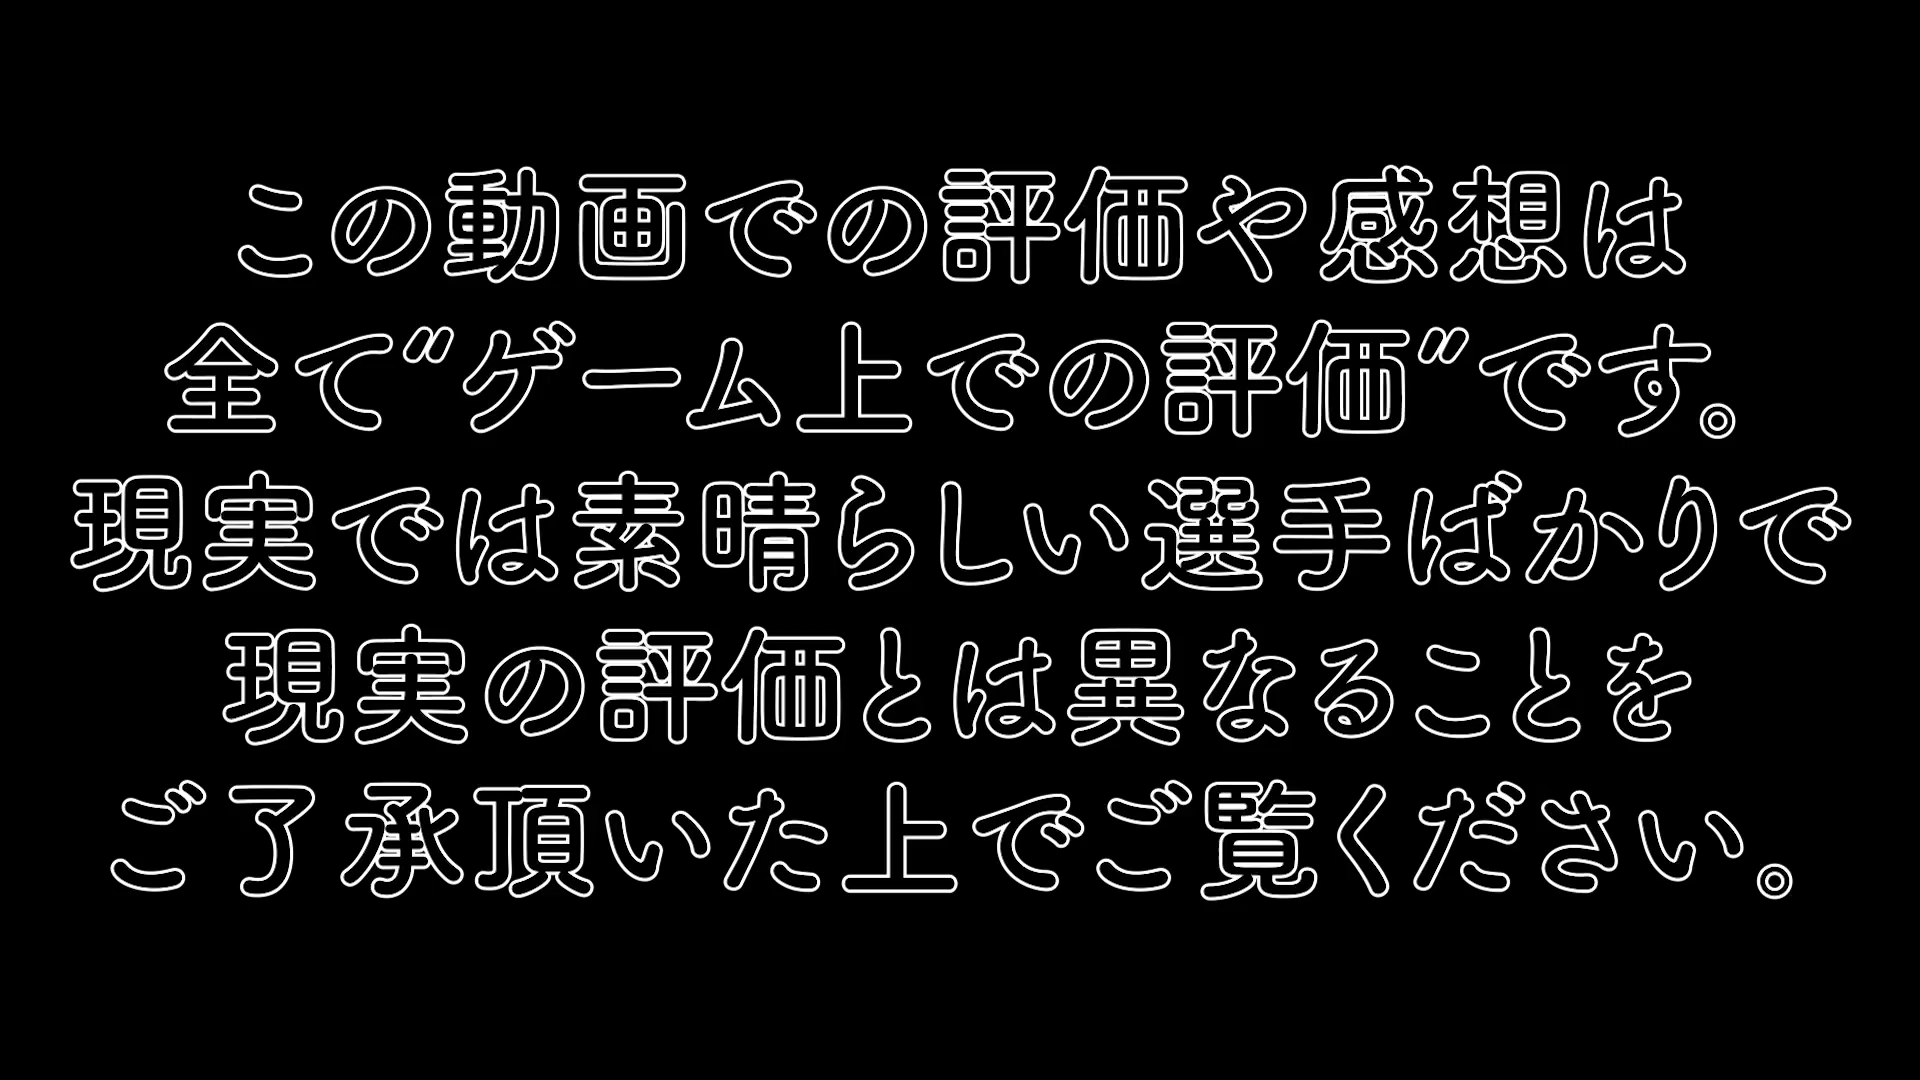 この動画での評価や感想は
全て“ゲーム上での評価”です。
現実では素晴らしい選手ばかりで
現実の評価とは異なることを
ご了承頂いた上でご覧ください。